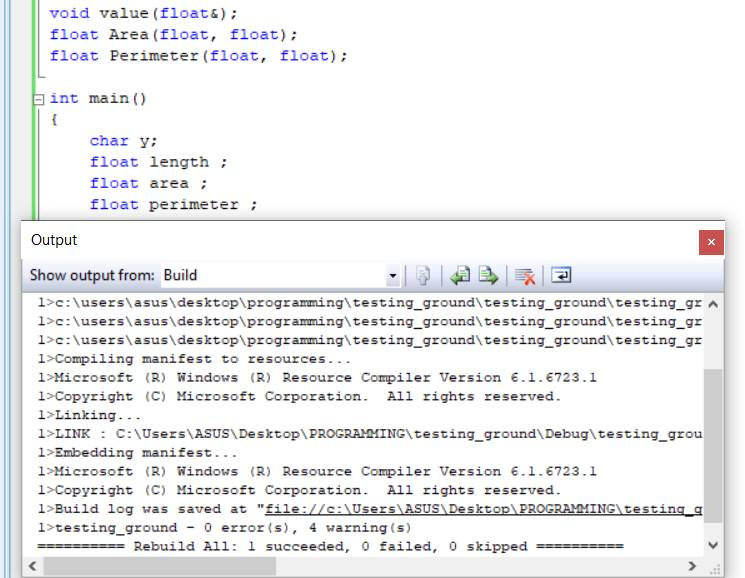 void value(float&);
float Area(float, float);
float Perimeter(float, float);
int main()
{
char y;
float length ;
float area ;
float perimeter ;
Output
Show output from: Build
1>c:\users\asus\desktop\programming\testing_ground\testing_ground\testing_gr
1>c:\users\asus\desktop\programming\testing_ground\testing_ground\testing_gr
1>c:\users\asus\desktop\programming\testing_ground\testing_ground\testing_gr
1>Compiling manifest to resources...
1>Microsoft (R) Windows (R) Resource Compiler Version 6.1.6723.1
1>Copyright (C) Microsoft Corporation.  All rights reserved.
1>Linking...
1>LINK : C:\Users\ASUS\Desktop\PROGRAMMING\testing_ground\Debug\testing_grou
1>Embedding manifest...
1>Microsoft (R) Windows (R) Resource Compiler Version 6.1.6723.1
1>Copyright (C) Microsoft Corporation.  All rights reserved.
1>Build log was saved at "file://c:\Users\ASUS\Desktop\PROGRAMMING\testing_g
1>testing_ground - 0 error(s), 4 warning(s)
========== Rebuild All: 1 succeeded, 0 failed, 0 skipped ==========